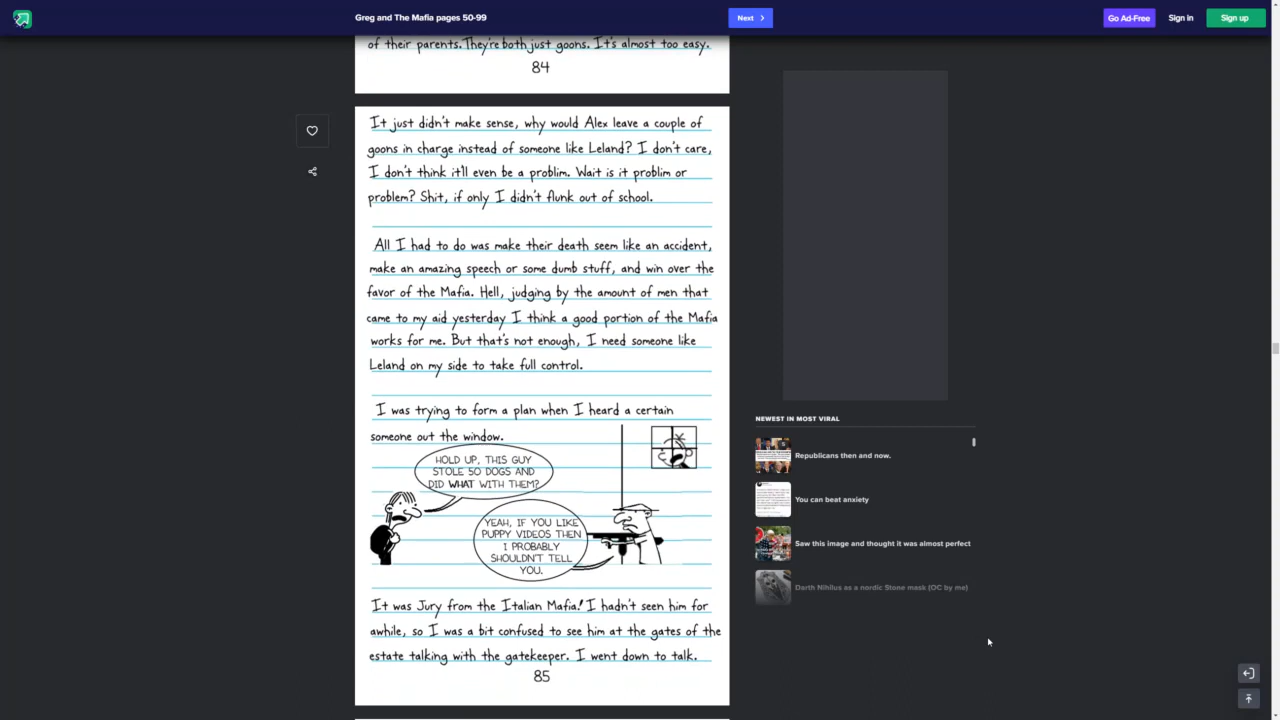 Greg and The Mafia pages 50-99
Next
Go Ad-Free
Sign in
Sign up
of their parents. They're both just goons. It's almost too easy.
84
It just didn't make sense, why would Alex leave a couple of
goons in charge instead of someone like Leland? I don't care,
I don't think it'll even be a problim. Wait is it problim or
problem? Shit, if only I didn't flunk out of school.
All I had to do was make their death seem like an accident,
make an amazing speech or some dumb stuff, and win over the
favor of the Mafia. Hell, judging by the amount of men that
came to my aid yesterday I think a good portion of the Mafia
works for me. But that's not enough, I need someone like
Leland on my side to take full control.
I was trying to form a plan when I heard a certain
someone out the window.
HOLD UP, THIS GUY
STOLE 50 DOGS AND
DID WHAT WITH THEM?
YEAH, IF YOU LIKE
PUPPY VIDEOS THEN
I PROBABLY
SHOULDN'T TELL
YOU.
It was Jury from the Italian Mafia! I hadn't seen him for
awhile, so I was a bit confused to see him at the gates of the
estate talking with the gatekeeper. I went down to talk.
85
NEWEST IN MOST VIRAL
Republicans then and now.
You can beat anxiety
Saw this image and thought it was almost perfect
Darth Nihilus as a nordic Stone mask (OC by me)